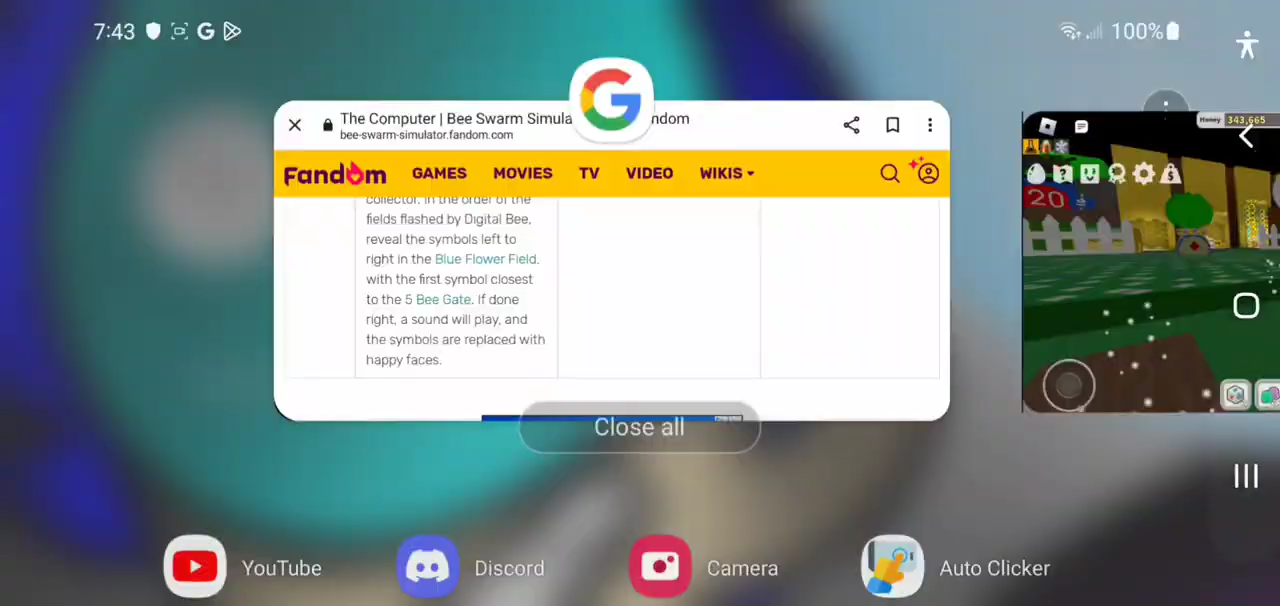 7:43
100%
The Computer | Bee Swarm Simula
ndom
bee-swarm-simulator.fandom.com
Fandom
GAMES
MOVIES
TV
VIDEO
WIKIS
collector. In the order of the
fields flashed by Digital Bee,
reveal the symbols left to
right in the Blue Flower Field,
with the first symbol closest
to the 5 Bee Gate. If done
right, a sound will play, and
the symbols are replaced with
happy faces.
Honey
343,665
20
Close all
YouTube
Discord
Camera
Auto Clicker